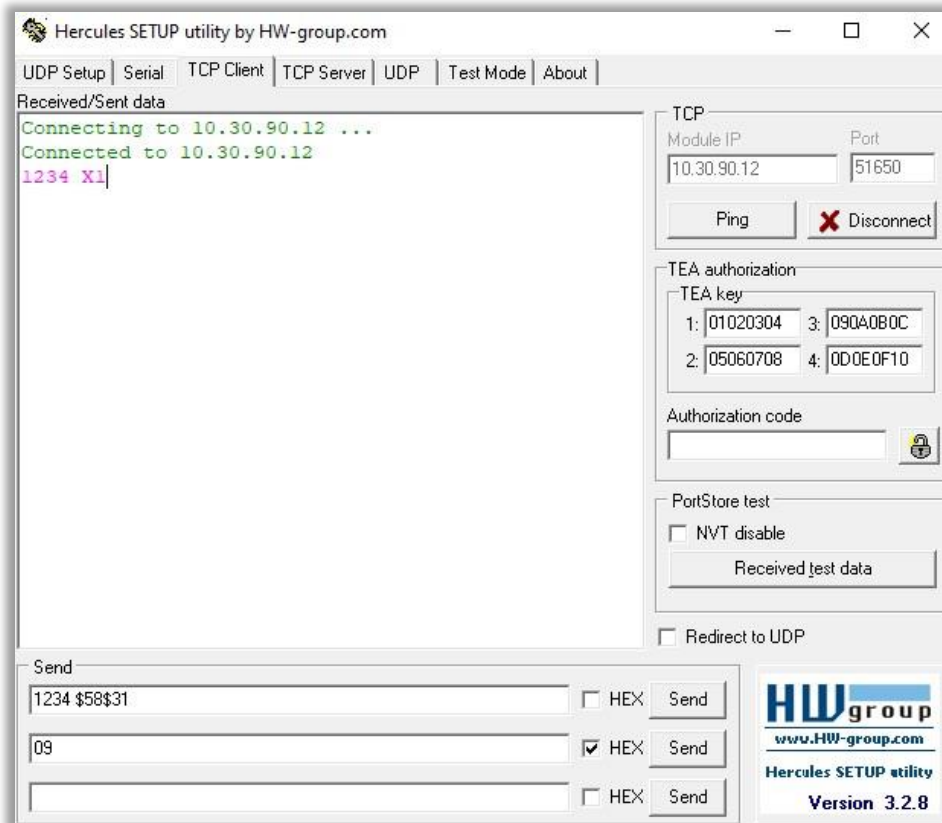 Hercules SETUP utility by HW-group.com
UDP Setup Serial TCP Client TCP Server UDP Test Mode About
Received/Sent data
Connecting to 10.30.90.12 ...
Connected to 10.30.90.12
1234 X1
TCP
Module IP Port
10.30.90.12 51650
Ping Disconnect
TEA authorization
TEA key
1: 01020304 3: 090A0B0C
2: 05060708 4: 0D0E0F10
Authorization code
PortStore test
NVT disable
Received test data
Redirect to UDP
Send
1234 $58$31 HEX Send
09 HEX Send
HEX Send
HW group
www.HW-group.com
Hercules SETUP utility
Version 3.2.8